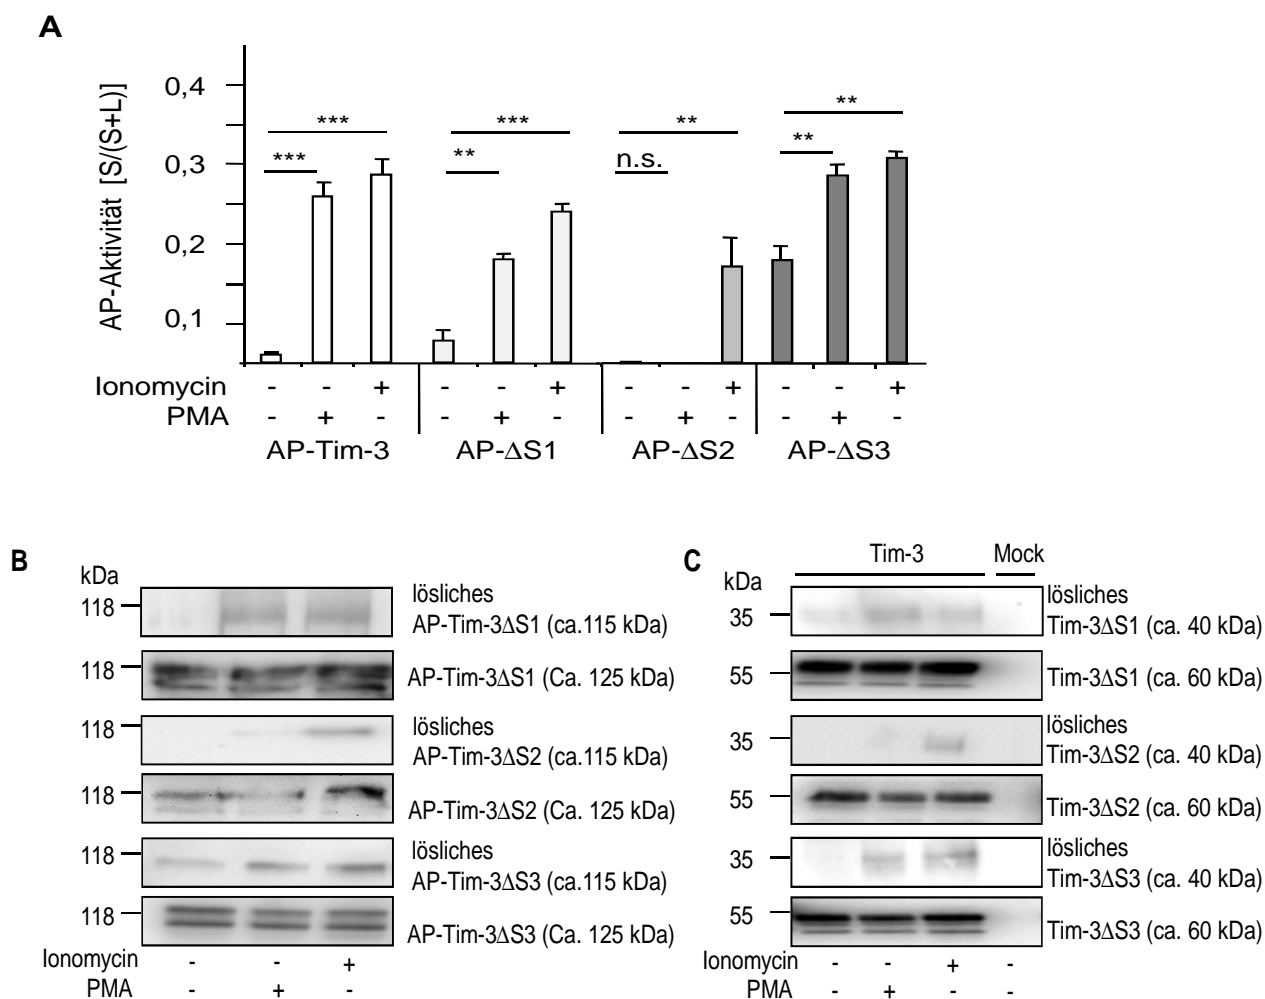 A
AP-Aktivität [S/(S+L)]
0,4
0,3
0,2
0,1
*** *** ** *** n.s. ** ** **
Ionomycin - - + - - + - - + - - +
PMA - + - - + - - + - - + -
AP-Tim-3 AP-ΔS1 AP-ΔS2 AP-ΔS3
B
kDa
118
lösliches
AP-Tim-3ΔS1 (ca.115 kDa)
118
AP-Tim-3ΔS1 (Ca. 125 kDa)
118
lösliches
AP-Tim-3ΔS2 (ca.115 kDa)
118
AP-Tim-3ΔS2 (Ca. 125 kDa)
118
lösliches
AP-Tim-3ΔS3 (ca.115 kDa)
118
AP-Tim-3ΔS3 (Ca. 125 kDa)
Ionomycin - - +
PMA - + -
C
Tim-3 Mock
kDa
35
lösliches
Tim-3ΔS1 (ca. 40 kDa)
55
Tim-3ΔS1 (ca. 60 kDa)
35
lösliches
Tim-3ΔS2 (ca. 40 kDa)
55
Tim-3ΔS2 (ca. 60 kDa)
35
lösliches
Tim-3ΔS3 (ca. 40 kDa)
55
Tim-3ΔS3 (ca. 60 kDa)
Ionomycin - - + -
PMA - + - -